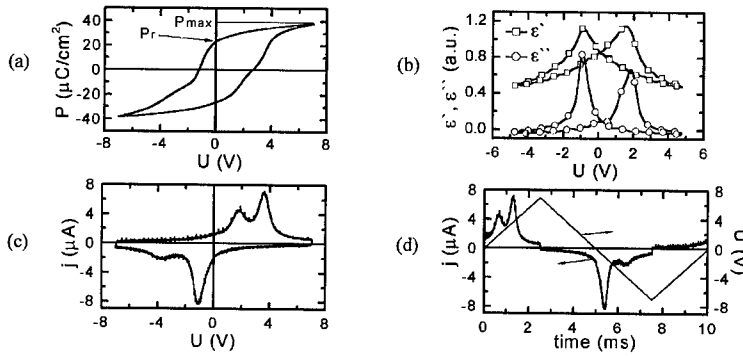 (a)
P (μC/cm²)
40
20
0
-20
-40
Pmax
Pr
-8 -4 0 4 8
U (V)
(b)
ε`, ε`` (a.u.)
1.2
0.8
0.4
0.0
ε`
ε``
-6 -4 -2 0 2 4 6
U (V)
(c)
j (μA)
8
4
0
-4
-8
-8 -4 0 4 8
U (V)
(d)
j (μA)
8
4
0
-4
-8
8
4
0
-4
-8
U (V)
0 2 4 6 8 10
time (ms)